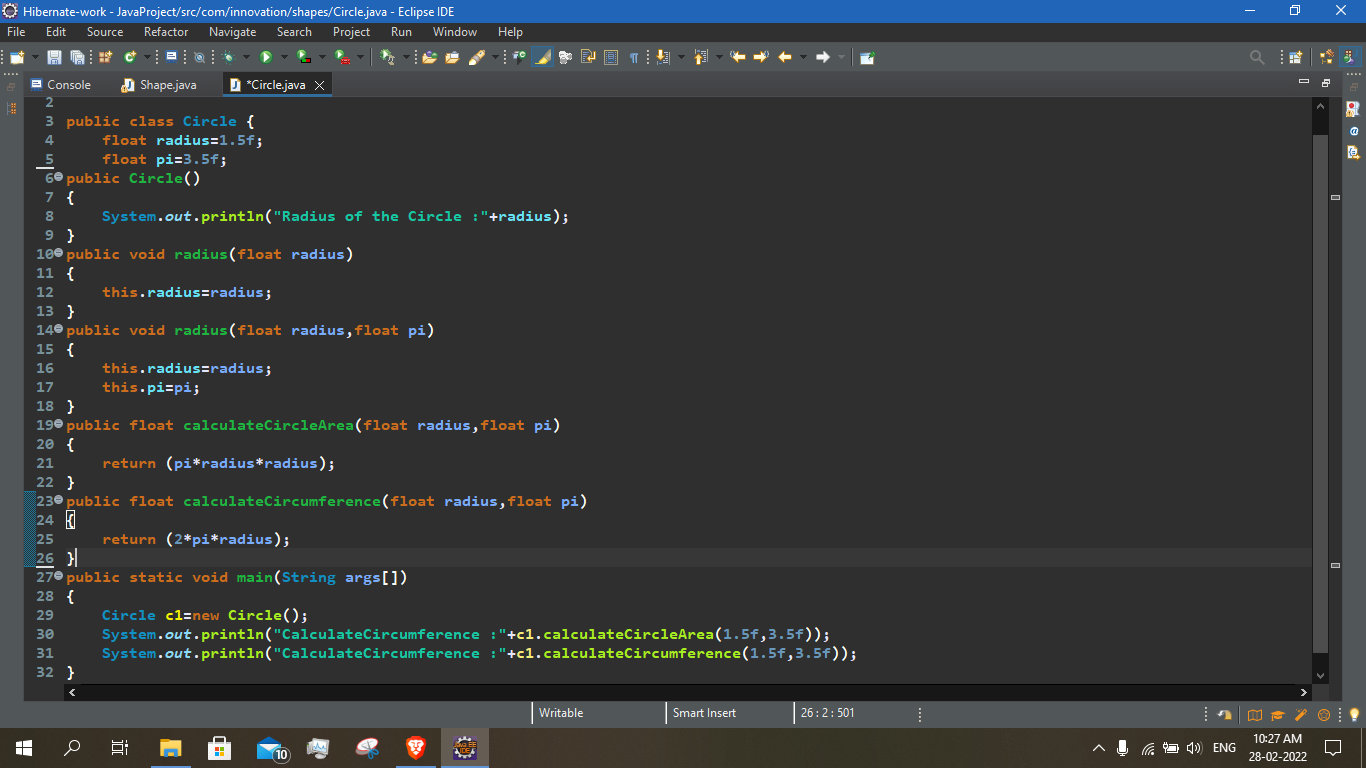 Hibernate-work - JavaProject/src/com/innovation/shapes/Circle.java - Eclipse IDE
File Edit Source Refactor Navigate Search Project Run Window Help
Console Shape.java *Circle.java
2
3 public class Circle {
4 float radius=1.5f;
5 float pi=3.5f;
6 public Circle()
7 {
8 System.out.println("Radius of the Circle :"+radius);
9 }
10 public void radius(float radius)
11 {
12 this.radius=radius;
13 }
14 public void radius(float radius,float pi)
15 {
16 this.radius=radius;
17 this.pi=pi;
18 }
19 public float calculateCircleArea(float radius,float pi)
20 {
21 return (pi*radius*radius);
22 }
23 public float calculateCircumference(float radius,float pi)
24 {
25 return (2*pi*radius);
26 }
27 public static void main(String args[])
28 {
29 Circle c1=new Circle();
30 System.out.println("CalculateCircumference :"+c1.calculateCircleArea(1.5f,3.5f));
31 System.out.println("CalculateCircumference :"+c1.calculateCircumference(1.5f,3.5f));
32 }
Writable Smart Insert 26 : 2 : 501
10 ENG 10:27 AM
28-02-2022